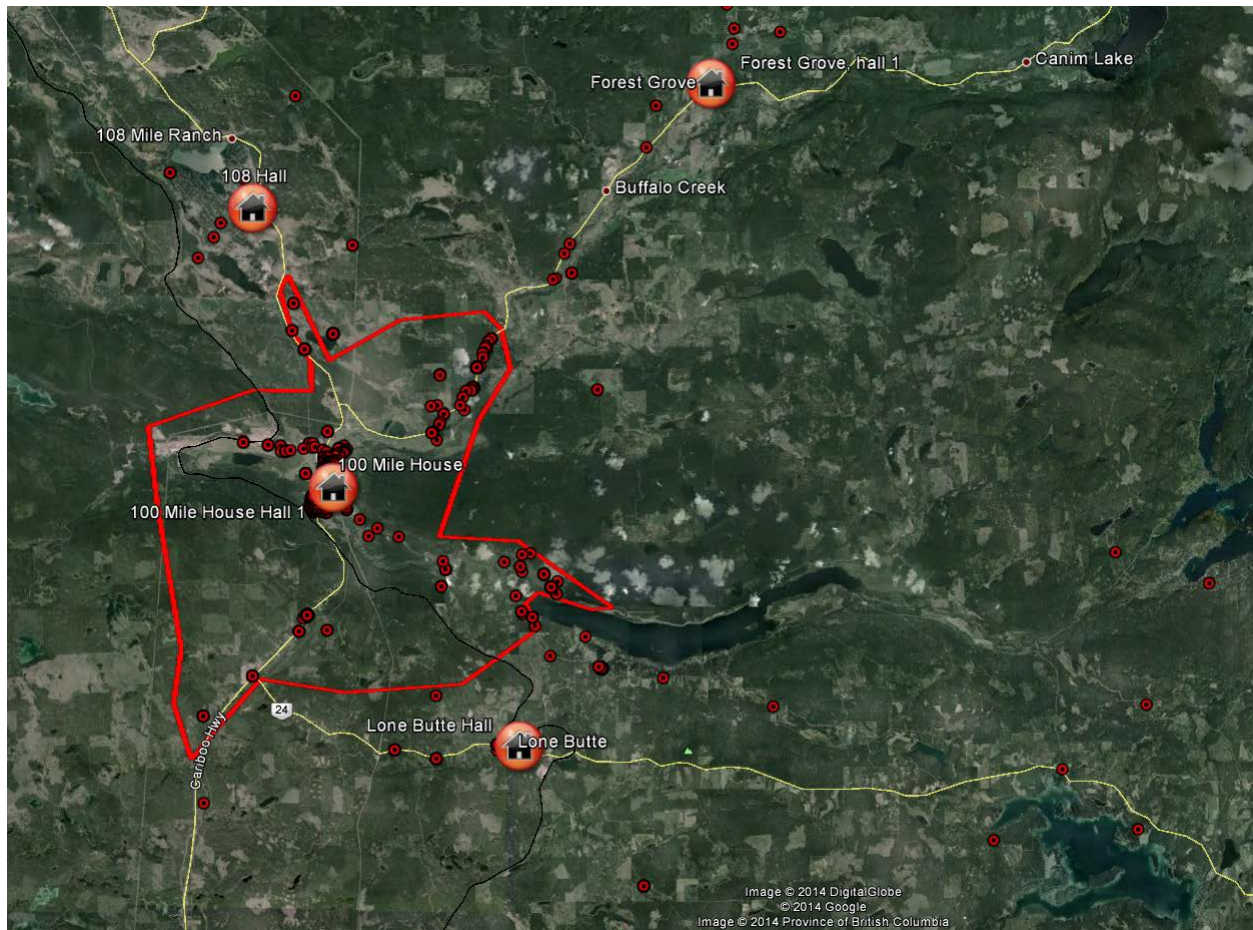 Forest Grove, hall 1
Canim Lake
Forest Grove
108 Mile Ranch
108 Hall
Buffalo Creek
100 Mile House
100 Mile House Hall 1
24
Lone Butte Hall
Lone Butte
Cariboo Hwy
Image © 2014 DigitalGlobe
© 2014 Google
Image © 2014 Province of British Columbia